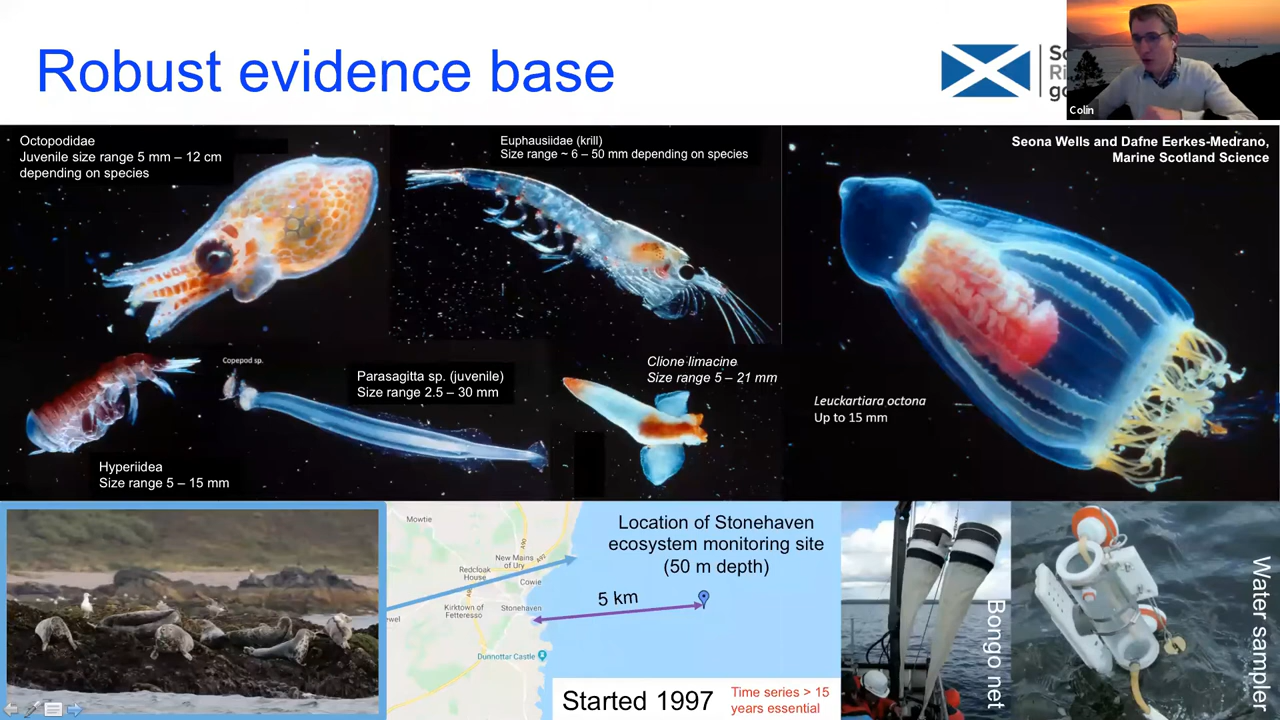 Robust evidence base
Colin
Octopodidae
Juvenile size range 5 mm – 12 cm
depending on species
Euphausiidae (krill)
Size range ~ 6 – 50 mm depending on species
Seona Wells and Dafne Eerkes-Medrano,
Marine Scotland Science
Copepod sp.
Parasagitta sp. (juvenile)
Size range 2.5 – 30 mm
Clione limacine
Size range 5 – 21 mm
Leuckartiara octona
Up to 15 mm
Hyperiidea
Size range 5 – 15 mm
Mowtie
A90
A92
New Mains
of Ury
Redcloak
House
Cowie
Kirktown of
Fetteresso
Stonehaven
Dunnottar Castle
Location of Stonehaven
ecosystem monitoring site
(50 m depth)
5 km
Started 1997
Time series > 15
years essential
Bongo net
Water sampler